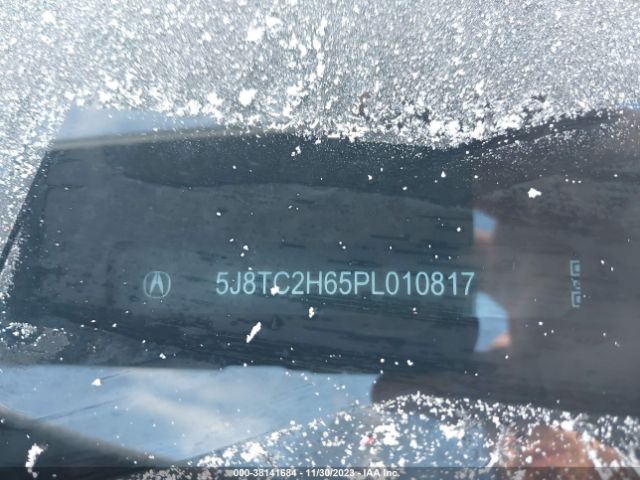 5J8TC2H65PL010817
000-38141684 - 11/30/2023 - IAA Inc.